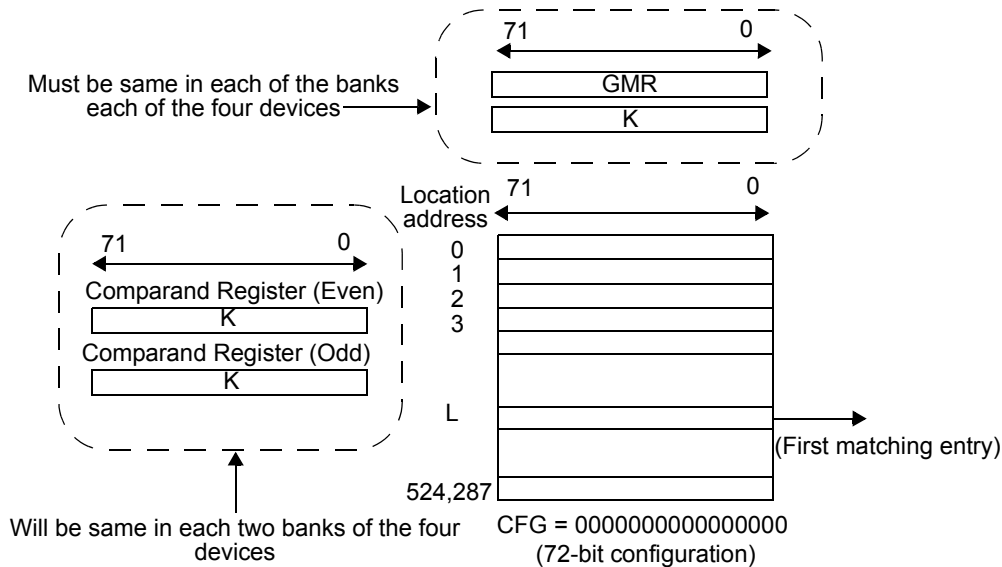 71 0
Must be same in each of the banks
each of the four devices
GMR
K
Location
address
71 0
0
1
2
3
L
(First matching entry)
524,287
CFG = 0000000000000000
(72-bit configuration)
71 0
Comparand Register (Even)
K
Comparand Register (Odd)
K
Will be same in each two banks of the four
devices